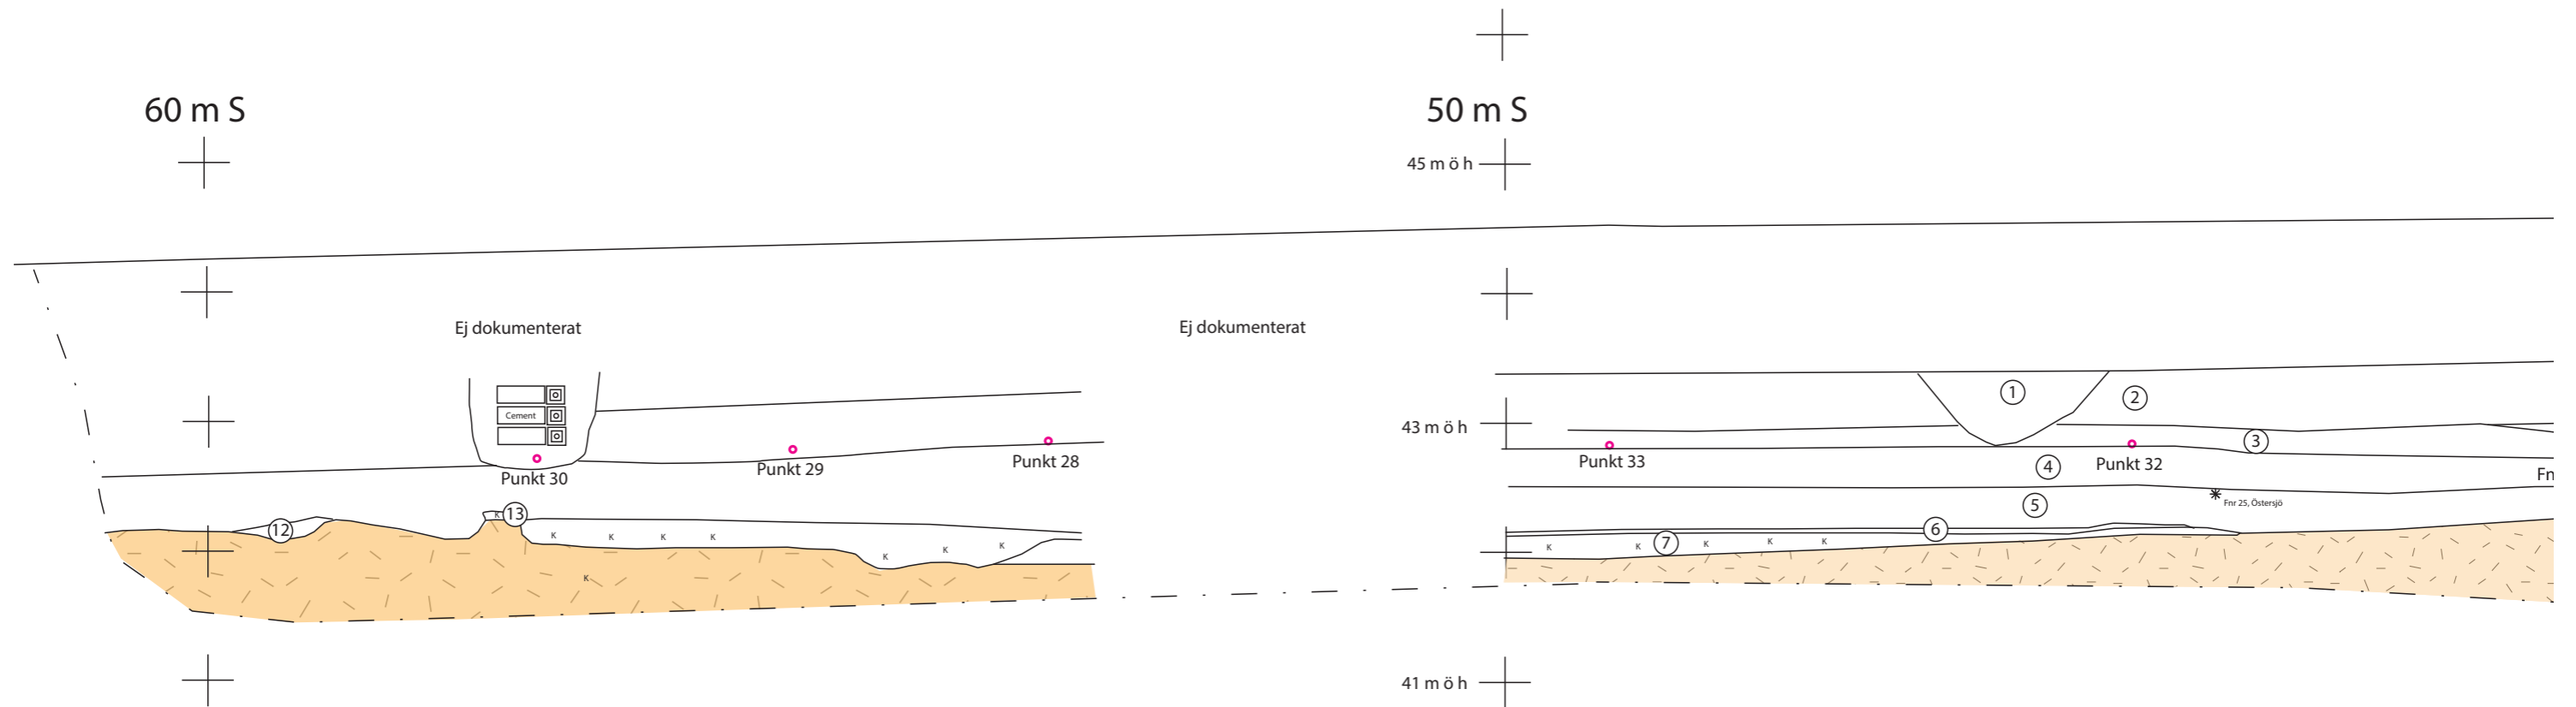 60 m S
50 m S
45 m ö h
Ej dokumenterat
Ej dokumenterat
Cement
1
2
43 m ö h
3
Punkt 30
Punkt 29
Punkt 28
Punkt 33
4
Punkt 32
Fn
5
Fnr 25, Östersjö
12
K
13
6
K
K
K
K
K
K
K
K
K
7
K
K
K
K
K
41 m ö h